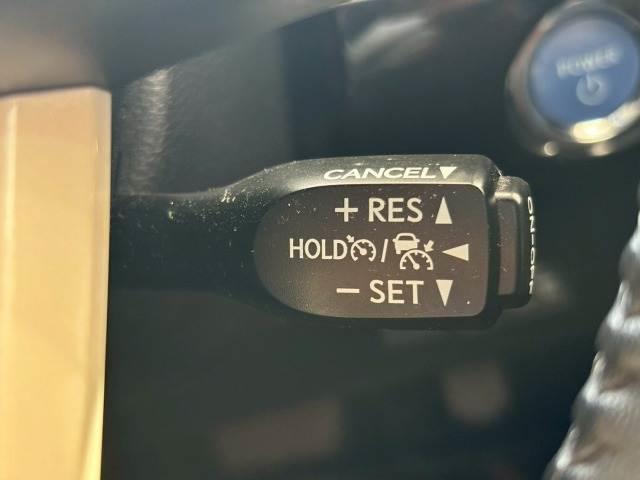 POWER
CANCEL▼
+ RES ▲
HOLD / ◀
− SET ▼
ON-OFF